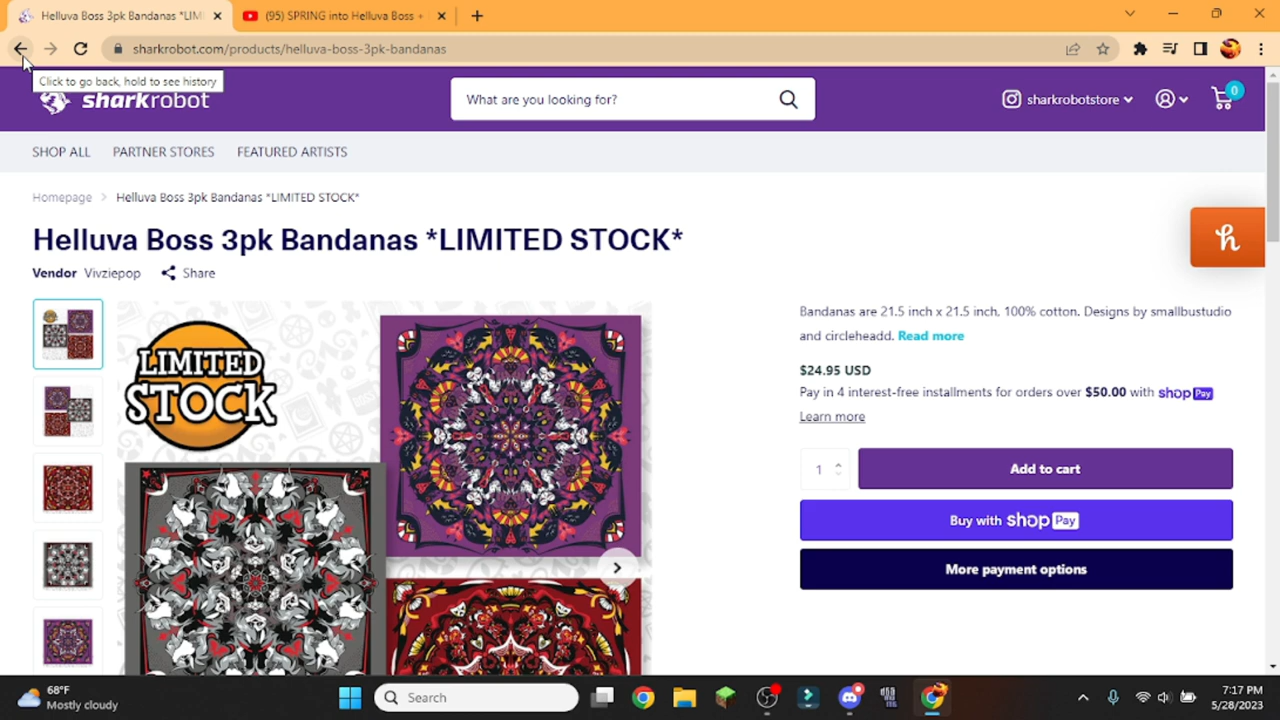 Helluva Boss 3pk Bandanas *LIM
(95) SPRING into Helluva Boss +
sharkrobot.com/products/helluva-boss-3pk-bandanas
Click to go back, hold to see history
sharkrobot
What are you looking for?
sharkrobotstore
0
SHOP ALL
PARTNER STORES
FEATURED ARTISTS
Homepage
Helluva Boss 3pk Bandanas *LIMITED STOCK*
Helluva Boss 3pk Bandanas *LIMITED STOCK*
Vendor Vivziepop
Share
LIMITED
STOCK
Bandanas are 21.5 inch x 21.5 inch, 100% cotton. Designs by smallbustudio
and circleheadd. Read more
$24.95 USD
Pay in 4 interest-free installments for orders over $50.00 with shop Pay
Learn more
1
Add to cart
Buy with shop Pay
More payment options
68°F
Mostly cloudy
Search
7:17 PM
5/28/2023